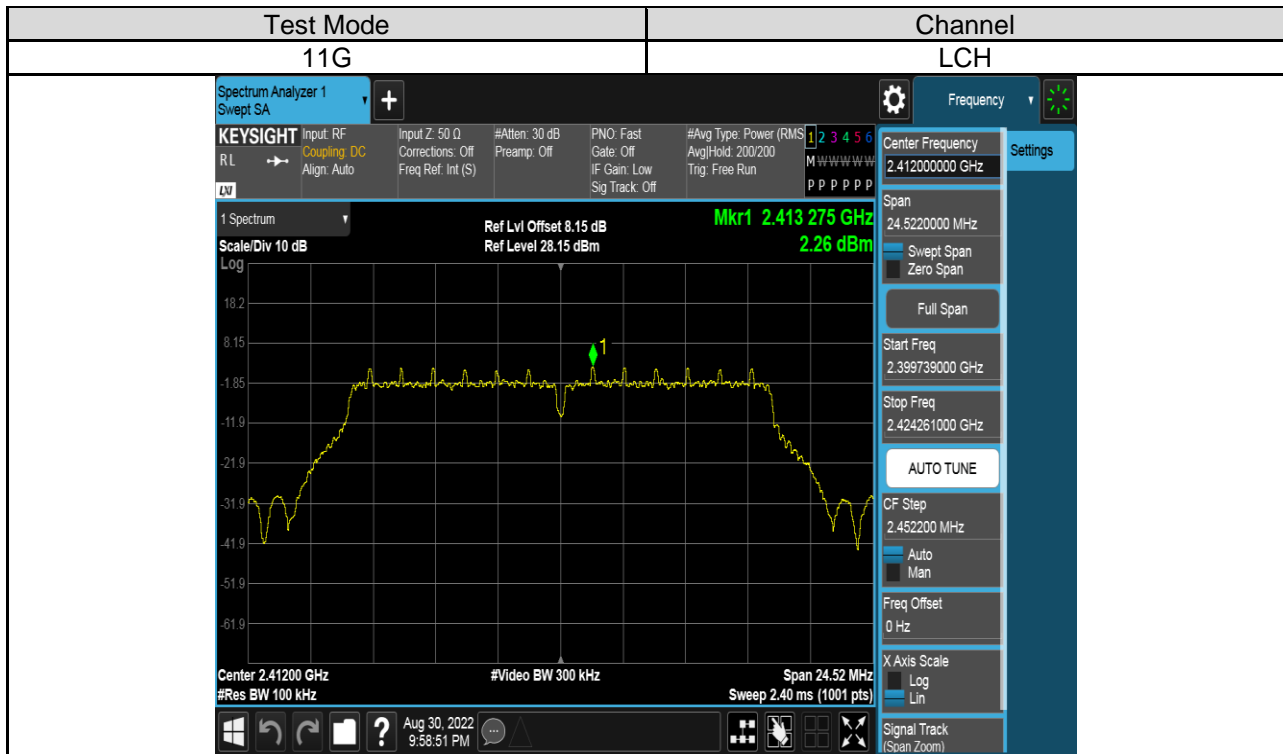 Test Mode Channel
11G LCH
Spectrum Analyzer 1
Swept SA
+
Frequency
KEYSIGHT
RL
LXI
Input: RF
Coupling: DC
Align: Auto
Input Z: 50 Ω
Corrections: Off
Freq Ref: Int (S)
#Atten: 30 dB
Preamp: Off
PNO: Fast
Gate: Off
IF Gain: Low
Sig Track: Off
#Avg Type: Power (RMS
Avg|Hold: 200/200
Trig: Free Run
1 2 3 4 5 6
M W W W W W
P P P P P P
1 Spectrum
Scale/Div 10 dB
Log
Ref Lvl Offset 8.15 dB
Ref Level 28.15 dBm
Mkr1 2.413 275 GHz
2.26 dBm
18.2
8.15
1
-1.85
-11.9
-21.9
-31.9
-41.9
-51.9
-61.9
Center 2.41200 GHz
#Res BW 100 kHz
#Video BW 300 kHz
Span 24.52 MHz
Sweep 2.40 ms (1001 pts)
Center Frequency
2.412000000 GHz
Settings
Span
24.5220000 MHz
Swept Span
Zero Span
Full Span
Start Freq
2.399739000 GHz
Stop Freq
2.424261000 GHz
AUTO TUNE
CF Step
2.452200 MHz
Auto
Man
Freq Offset
0 Hz
X Axis Scale
Log
Lin
Signal Track
(Span Zoom)
?
Aug 30, 2022
9:58:51 PM